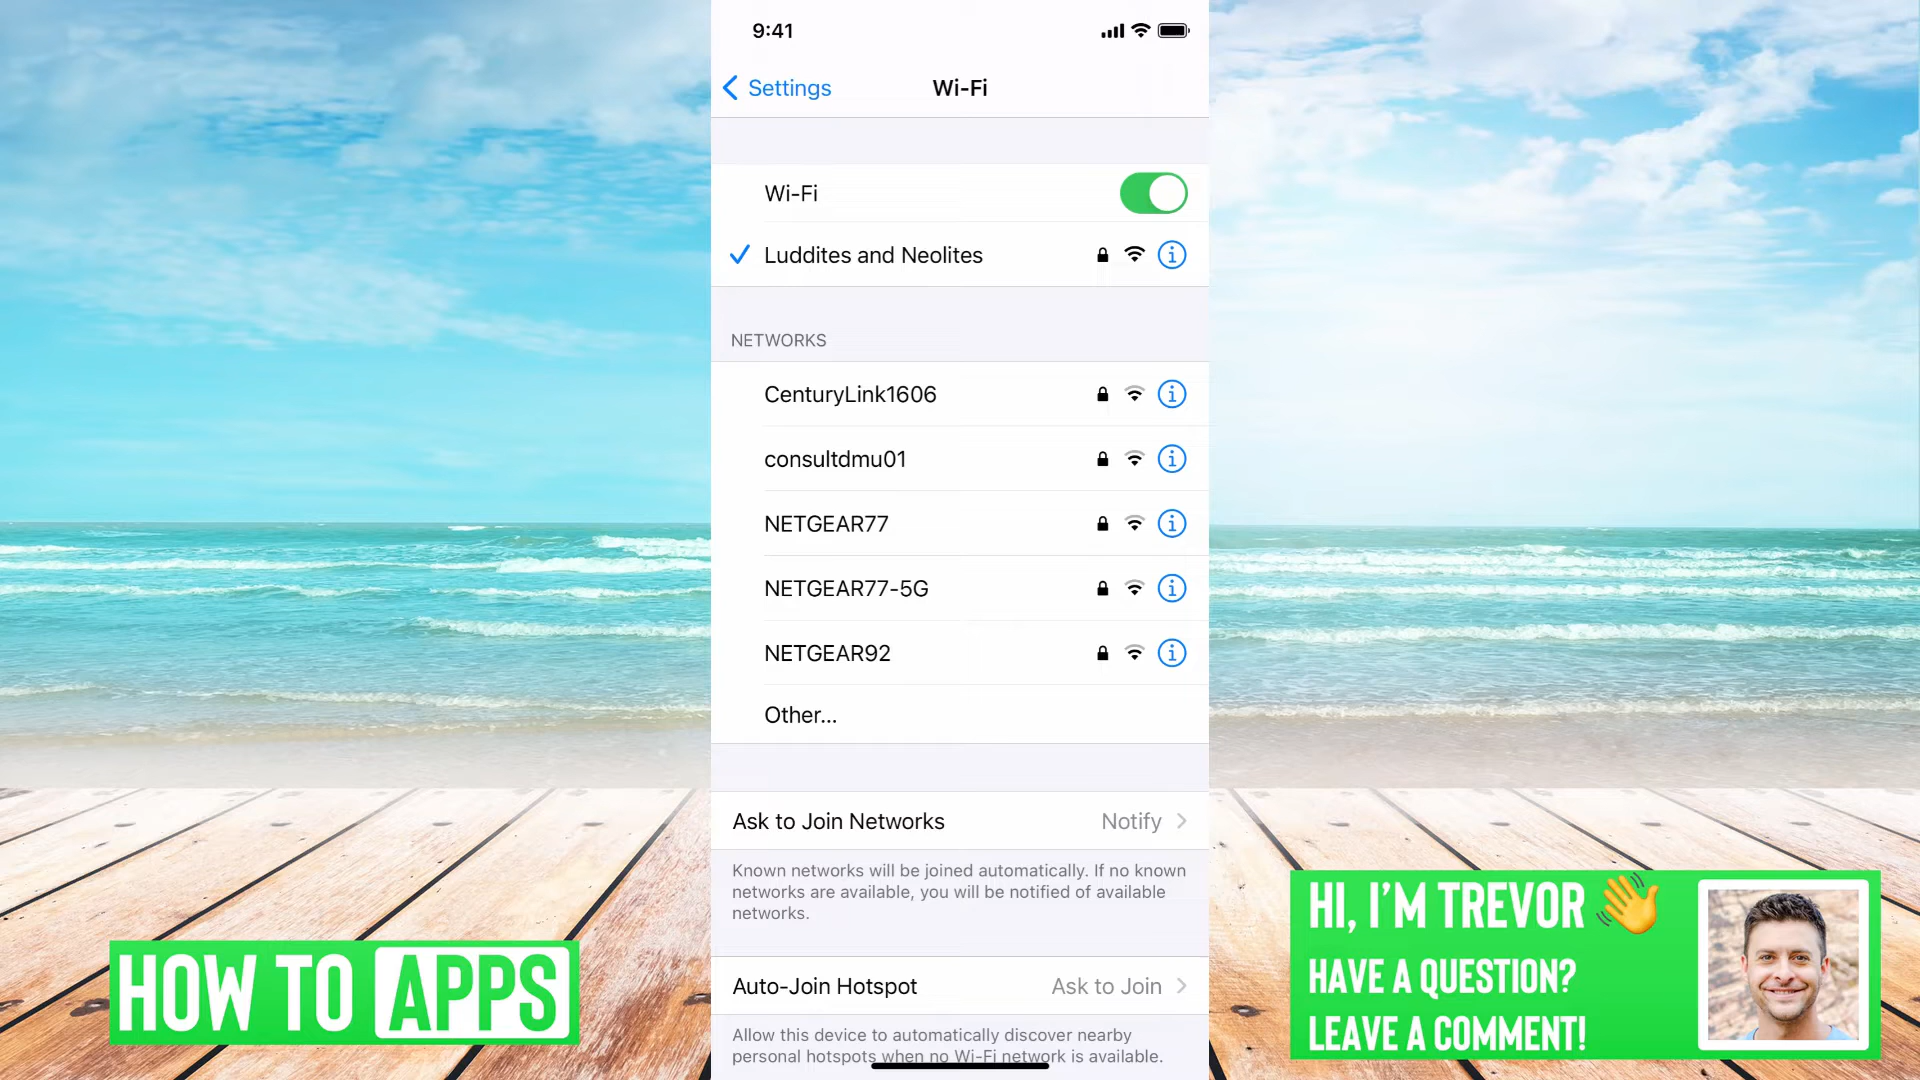 9:41
Settings
Wi-Fi
Wi-Fi
Luddites and Neolites
NETWORKS
CenturyLink1606
consultdmu01
NETGEAR77
NETGEAR77-5G
NETGEAR92
Other...
Ask to Join Networks Notify
Known networks will be joined automatically. If no known
networks are available, you will be notified of available
networks.
Auto-Join Hotspot Ask to Join
Allow this device to automatically discover nearby
personal hotspots when no Wi-Fi network is available.
HOW TO APPS
HI, I'M TREVOR
HAVE A QUESTION?
LEAVE A COMMENT!